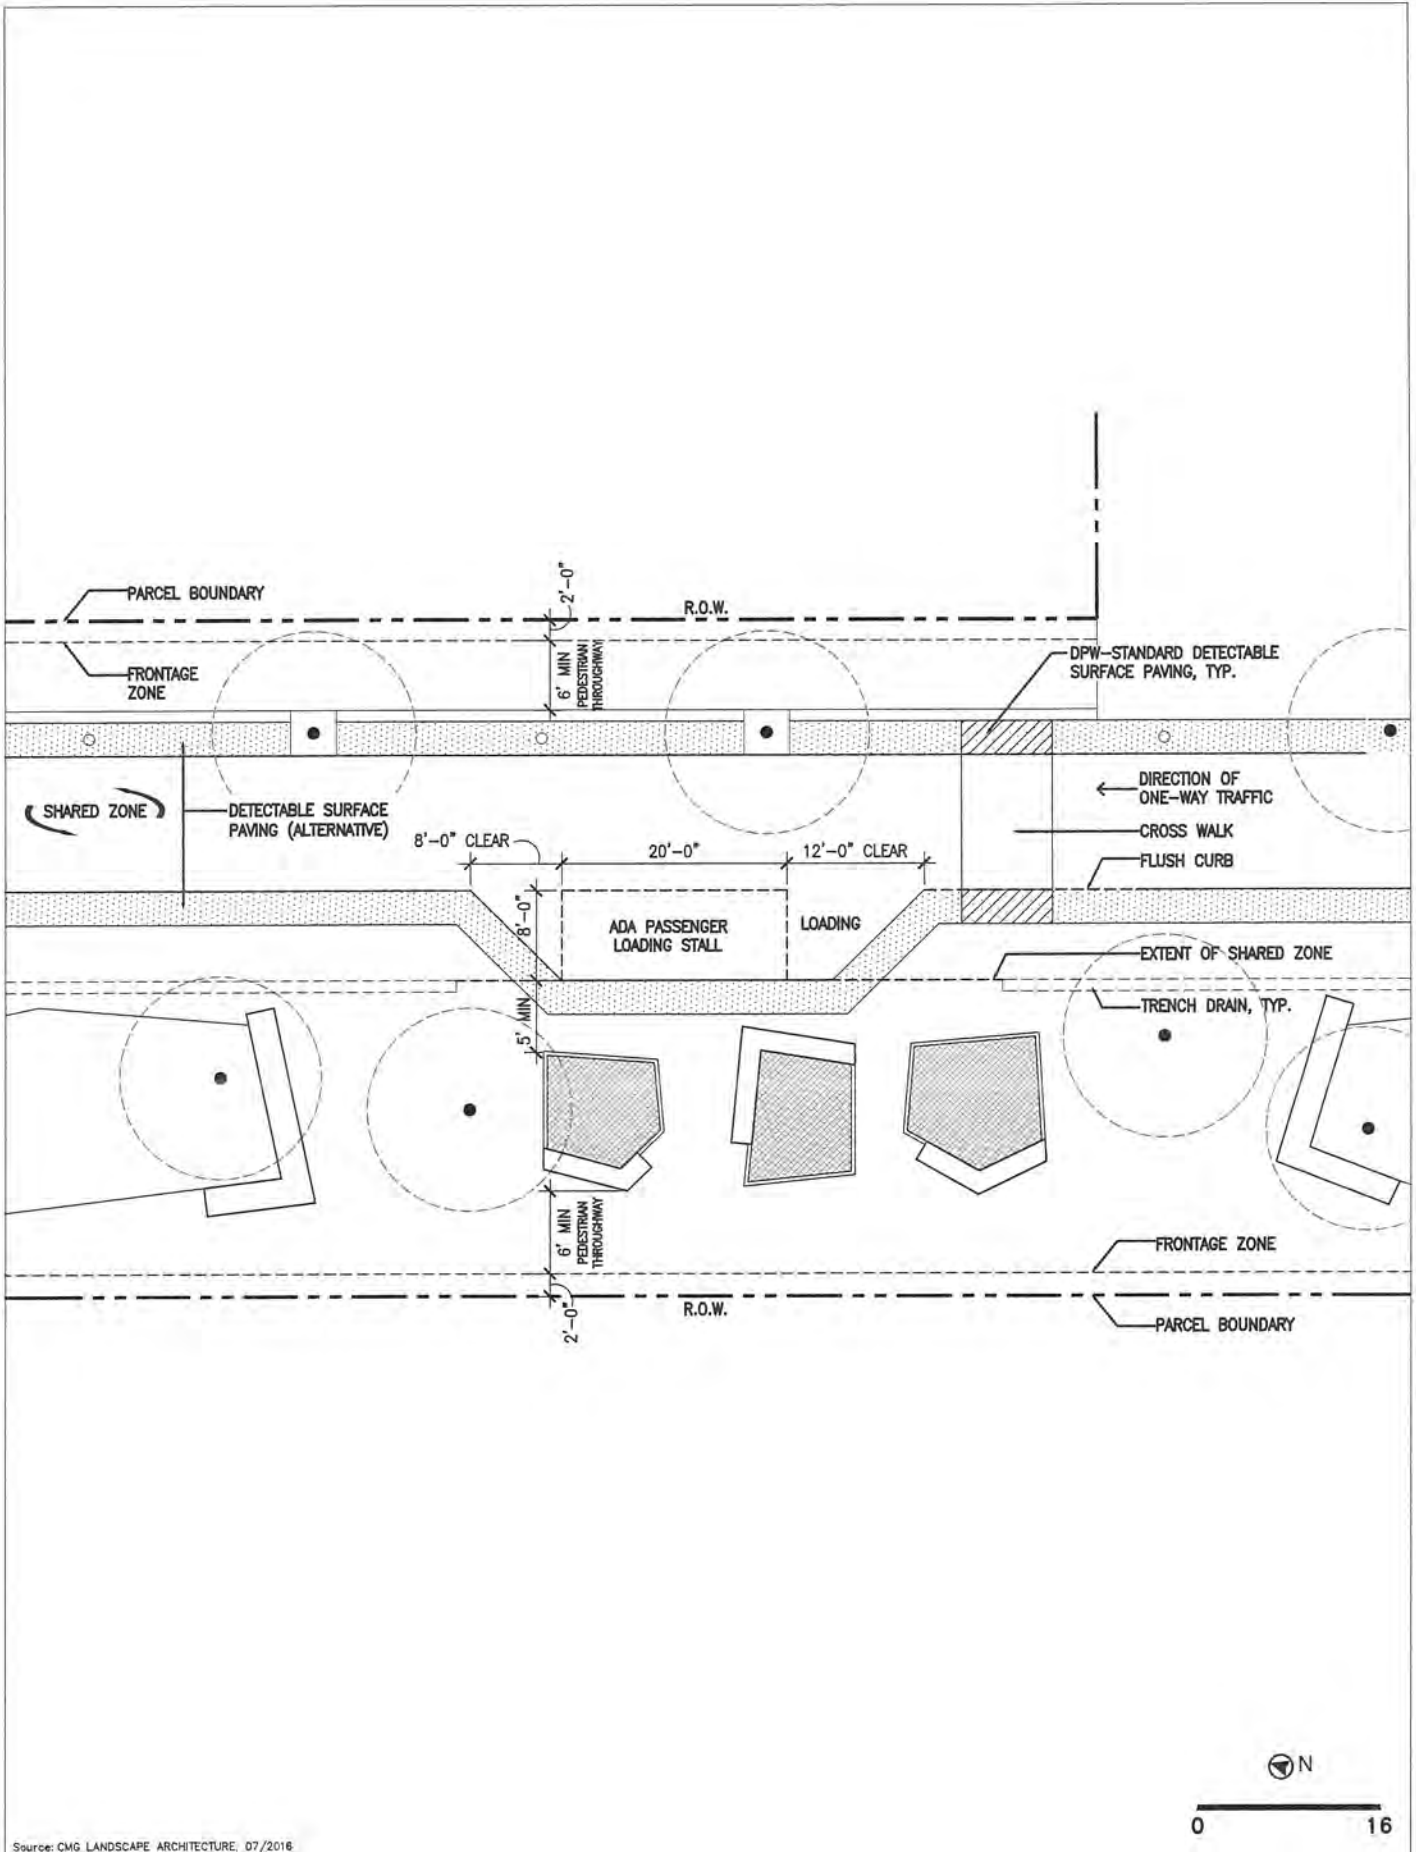 2'-0"
PARCEL BOUNDARY
R.O.W.
6' MIN
PEDESTRIAN
THROUGHWAY
DPW-STANDARD DETECTABLE
SURFACE PAVING, TYP.
FRONTAGE
ZONE
SHARED ZONE
DETECTABLE SURFACE
PAVING (ALTERNATIVE)
DIRECTION OF
ONE-WAY TRAFFIC
CROSS WALK
FLUSH CURB
8'-0" CLEAR
20'-0"
12'-0" CLEAR
8'-0"
ADA PASSENGER
LOADING STALL
LOADING
EXTENT OF SHARED ZONE
TRENCH DRAIN, TYP.
5' MIN
6' MIN
PEDESTRIAN
THROUGHWAY
FRONTAGE ZONE
R.O.W.
2'-0"
PARCEL BOUNDARY
N
0 16
Source: CMG LANDSCAPE ARCHITECTURE, 07/2016